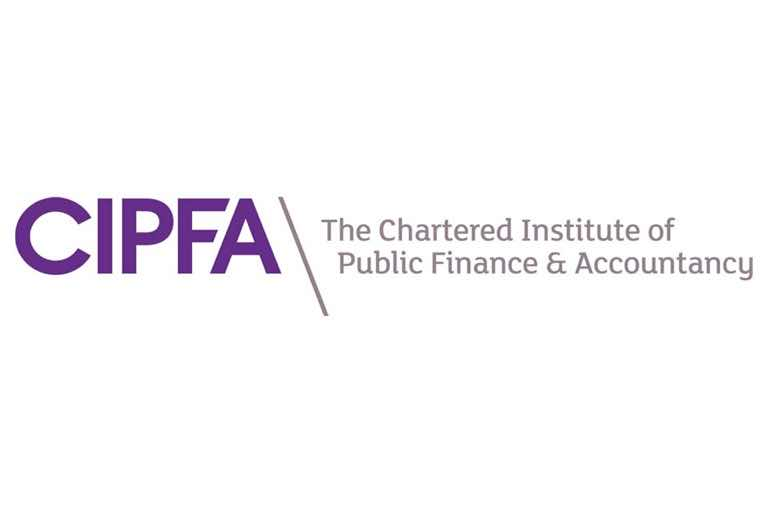 CIPFA
The Chartered Institute of
Public Finance & Accountancy